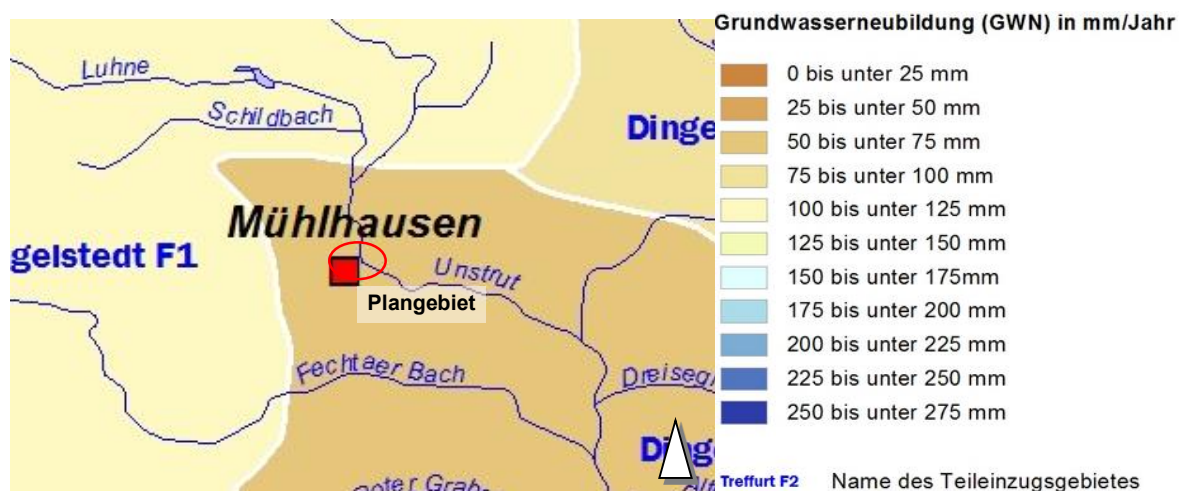 Luhne
Schildbach
Dinge
Mühlhausen
gelstedt F1
Unstrut
Plangebiet
Fechtaer Bach
Dreiseg
Ding
Grundwasserneubildung (GWN) in mm/Jahr
0 bis unter 25 mm
25 bis unter 50 mm
50 bis unter 75 mm
75 bis unter 100 mm
100 bis unter 125 mm
125 bis unter 150 mm
150 bis unter 175mm
175 bis unter 200 mm
200 bis unter 225 mm
225 bis unter 250 mm
250 bis unter 275 mm
Treffurt F2 Name des Teileinzugsgebietes